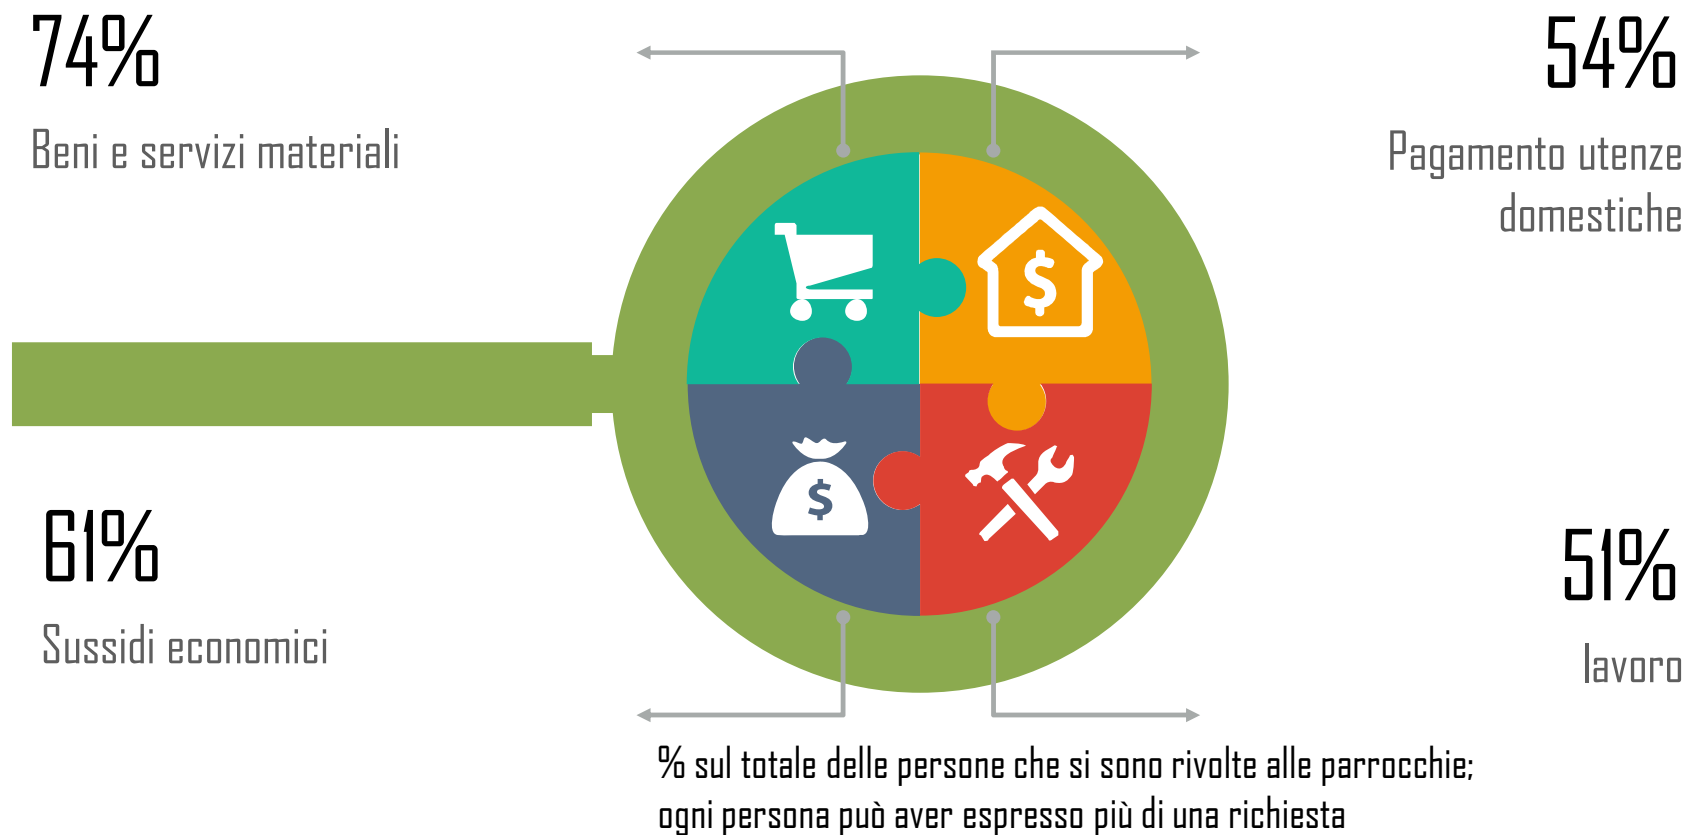 74%
Beni e servizi materiali
54%
Pagamento utenze
domestiche
$
$
61%
Sussidi economici
51%
lavoro
% sul totale delle persone che si sono rivolte alle parrocchie;
ogni persona può aver espresso più di una richiesta